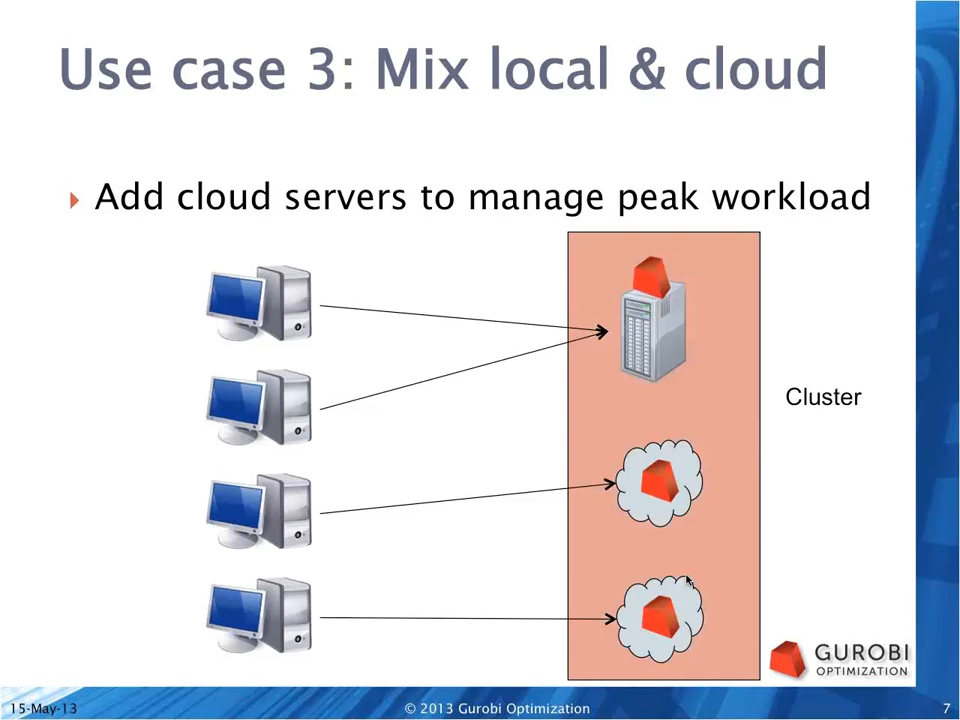 Use case 3: Mix local & cloud
Add cloud servers to manage peak workload
Cluster
GUROBI
OPTIMIZATION
15-May-13
© 2013 Gurobi Optimization
7